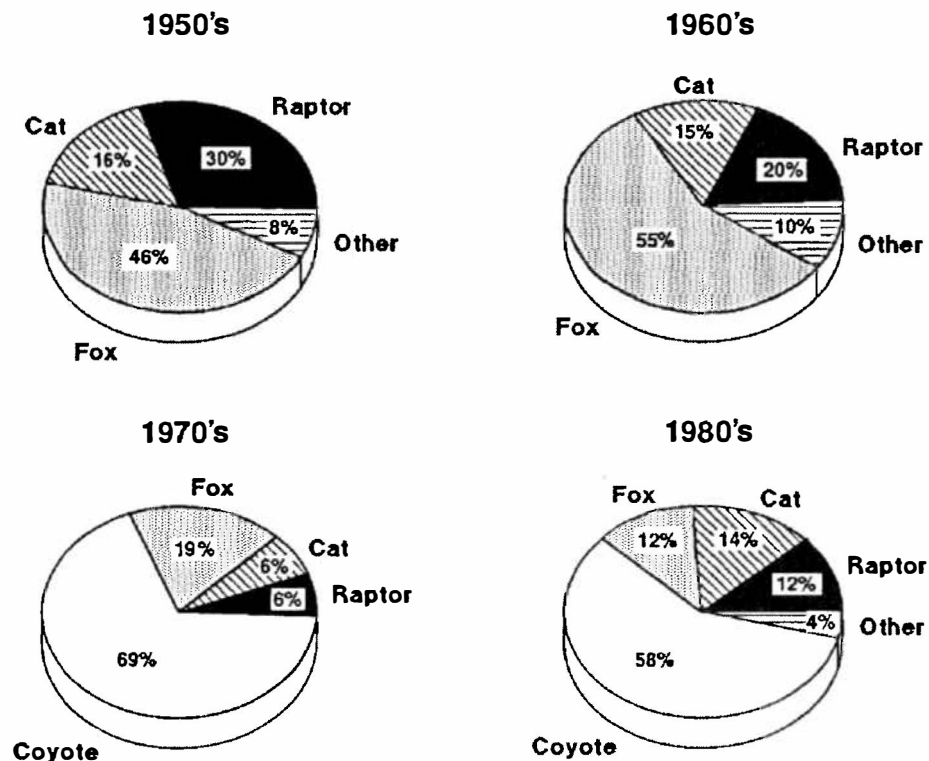 1950's
Raptor
Cat
16%
30%
8%
Other
46%
Fox
1960's
Cat
15%
Raptor
20%
10%
Other
55%
Fox
1970's
Fox
19%
Cat
6%
Raptor
6%
69%
Coyote
1980's
Fox
Cat
12%
14%
Raptor
12%
4%
Other
58%
Coyote